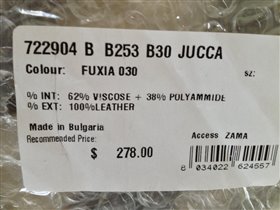 722904 B B253 B30 JUCCA
Colour: FUXIA 030 sz:
% INT: 62% VISCOSE + 38% POLYAMMIDE
% EXT: 100%LEATHER
Made in Bulgaria
Recommended Price: Access ZAMA
$ 278.00
8 034022 624557